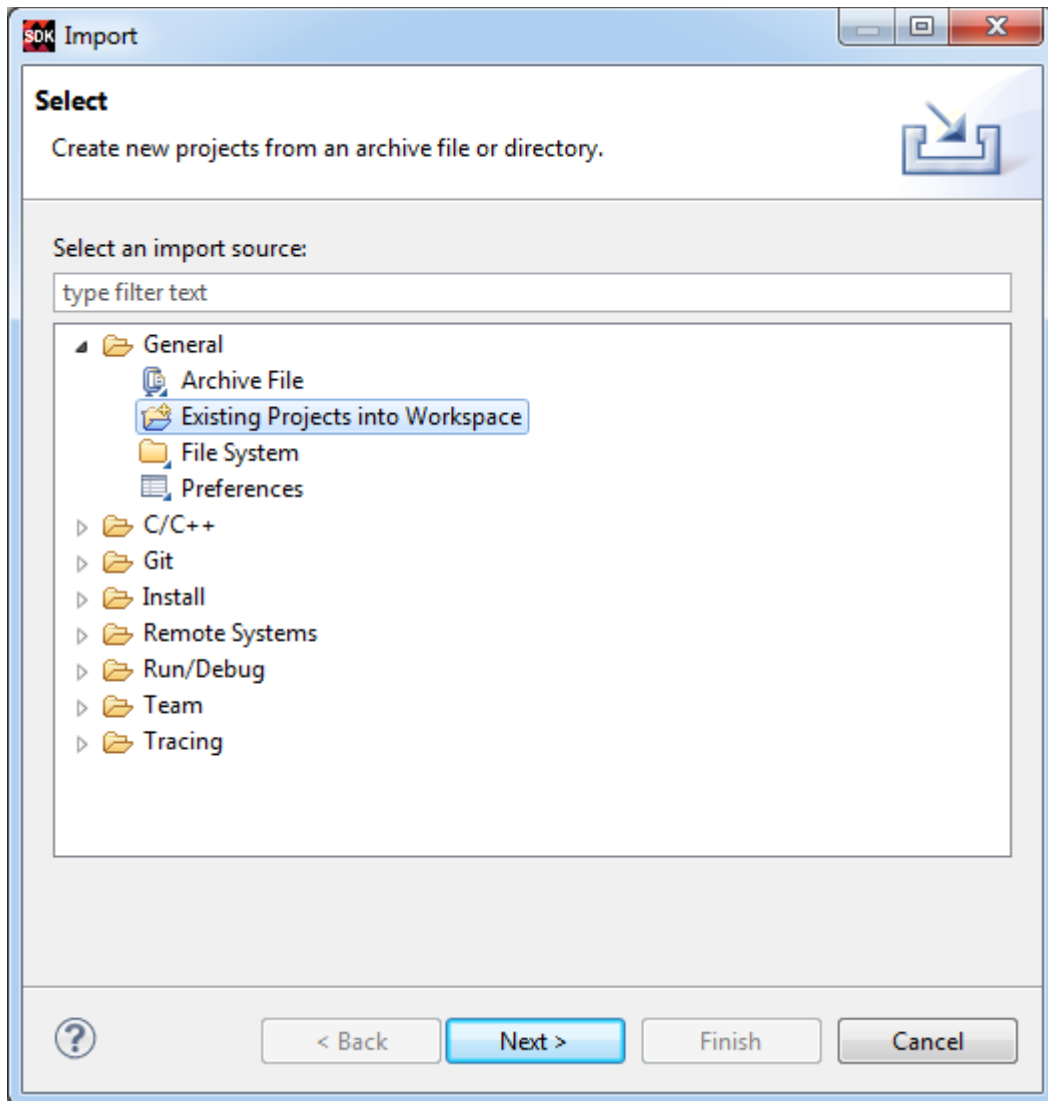 SDK Import
Select
Create new projects from an archive file or directory.
Select an import source:
type filter text
General
Archive File
Existing Projects into Workspace
File System
Preferences
C/C++
Git
Install
Remote Systems
Run/Debug
Team
Tracing
?
< Back
Next >
Finish
Cancel